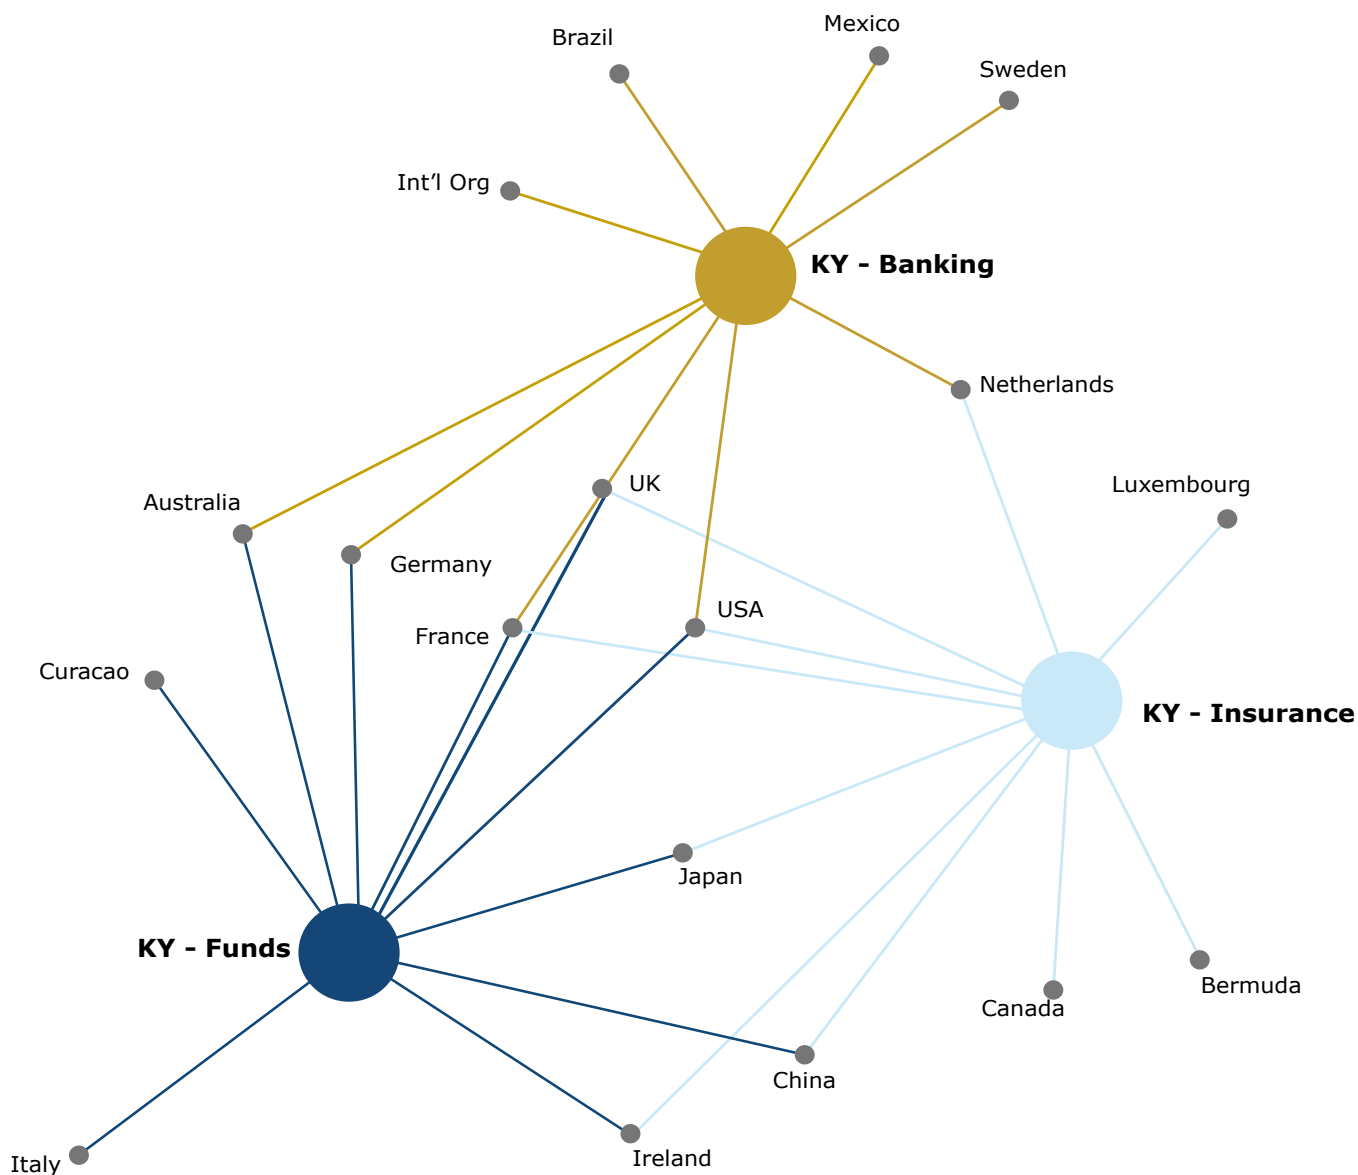 Mexico
Brazil
Sweden
Int'l Org
KY - Banking
Netherlands
UK
Luxembourg
Australia
Germany
USA
France
Curacao
KY - Insurance
Japan
KY - Funds
Bermuda
Canada
China
Ireland
Italy